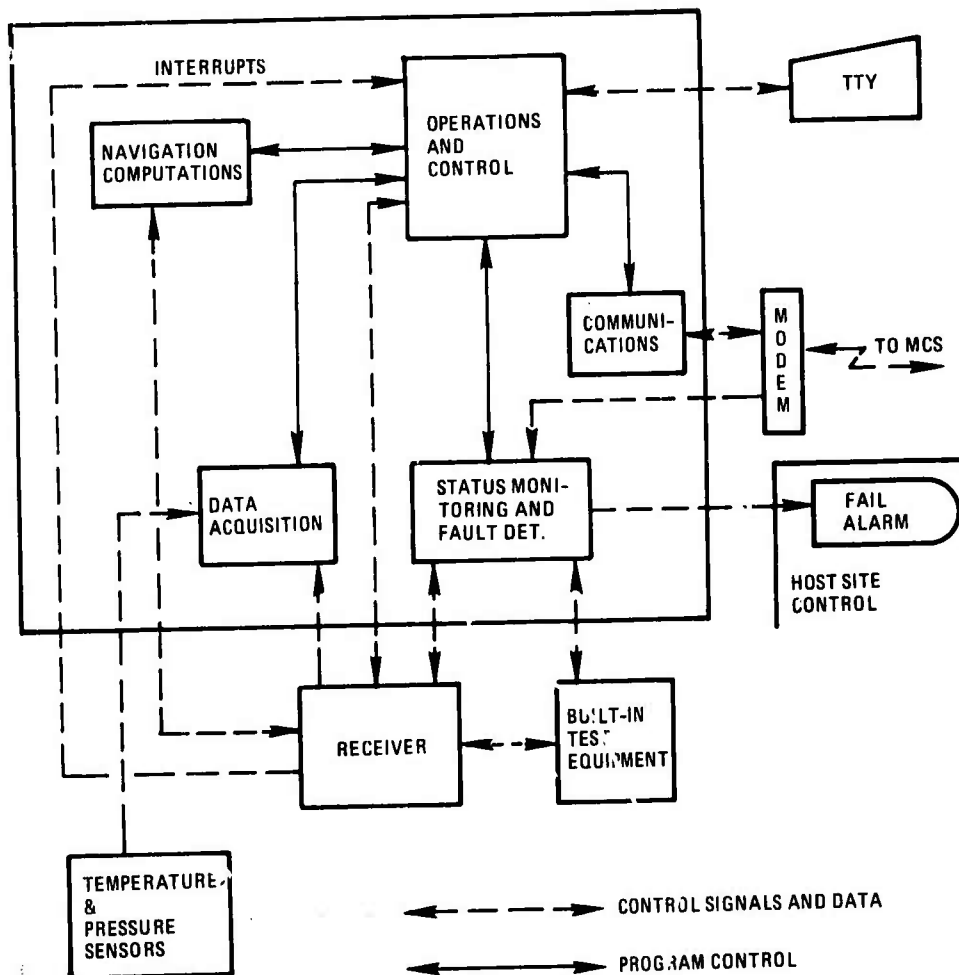 INTERRUPTS
OPERATIONS
AND
CONTROL
TTY
NAVIGATION
COMPUTATIONS
COMMUNI-
CATIONS
MODEM
TO MCS
DATA
ACQUISITION
STATUS MONI-
TORING AND
FAULT DET.
FAIL
ALARM
HOST SITE
CONTROL
RECEIVER
BUILT-IN
TEST
EQUIPMENT
TEMPERATURE
&
PRESSURE
SENSORS
CONTROL SIGNALS AND DATA
PROGRAM CONTROL